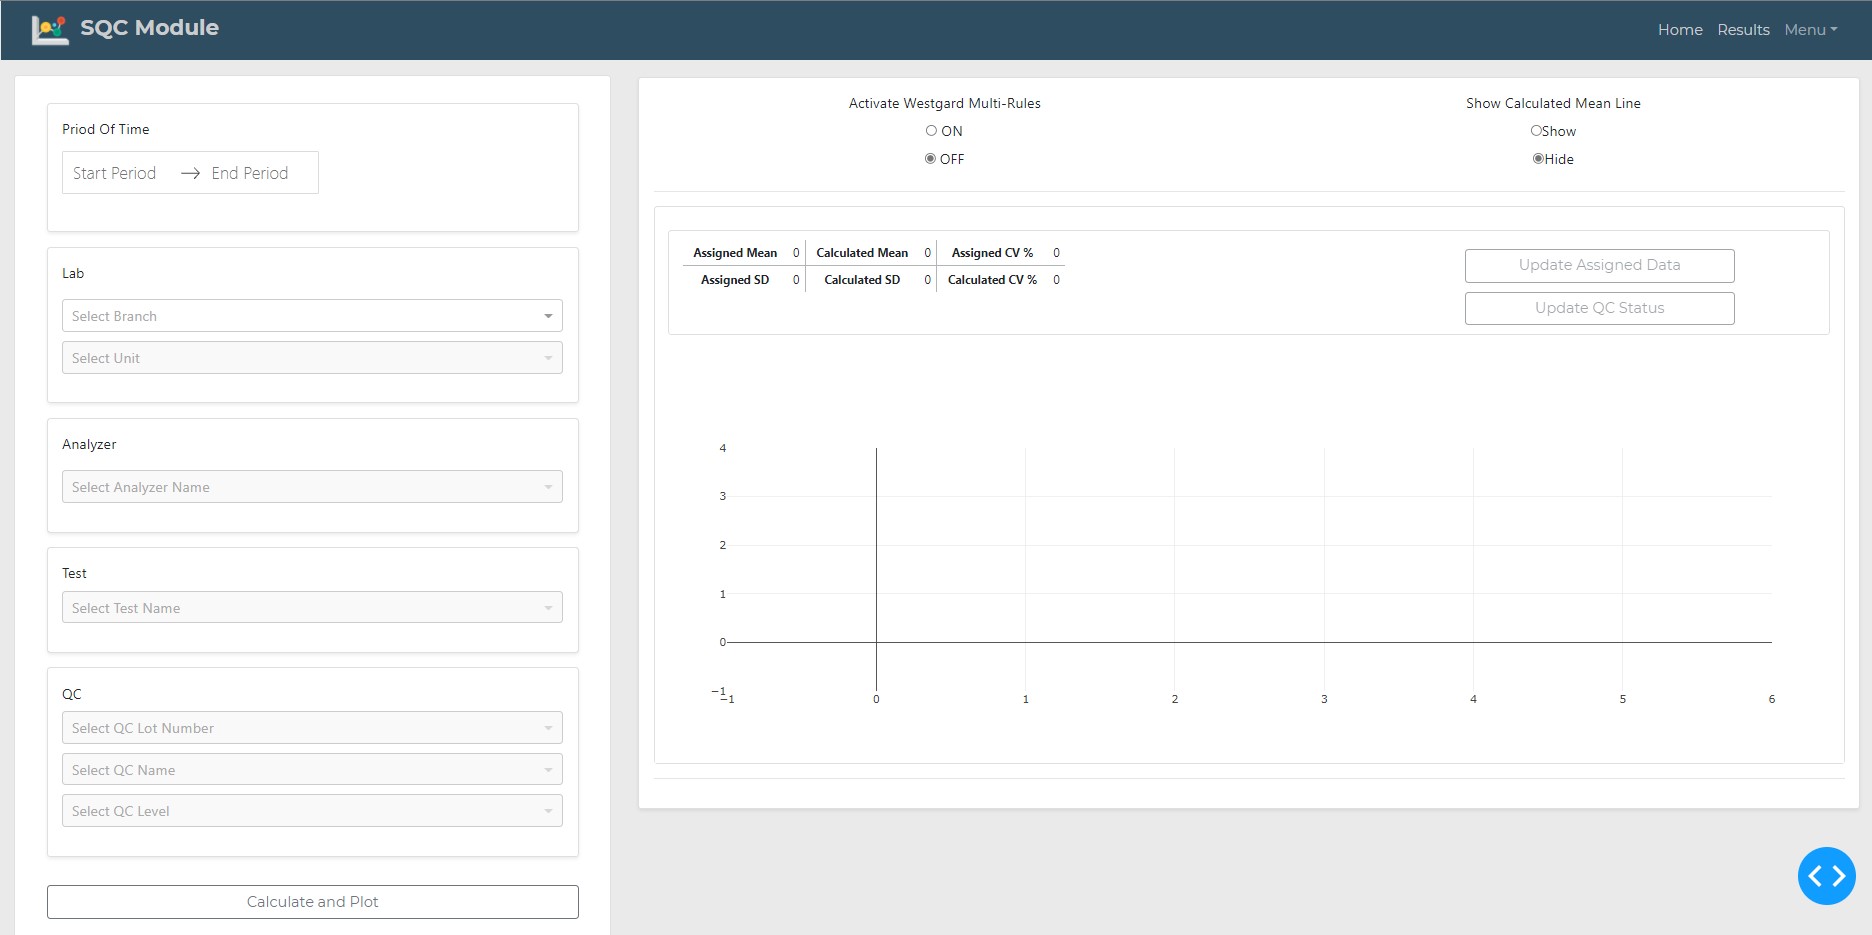 SQC Module
Home Results Menu
Priod Of Time
Start Period → End Period
Lab
Select Branch
Select Unit
Analyzer
Select Analyzer Name
Test
Select Test Name
QC
Select QC Lot Number
Select QC Name
Select QC Level
Calculate and Plot
Activate Westgard Multi-Rules
ON
OFF
Show Calculated Mean Line
Show
Hide
Assigned Mean 0 Calculated Mean 0 Assigned CV % 0
Assigned SD 0 Calculated SD 0 Calculated CV % 0
Update Assigned Data
Update QC Status
4
3
2
1
0
−1
−1 0 1 2 3 4 5 6